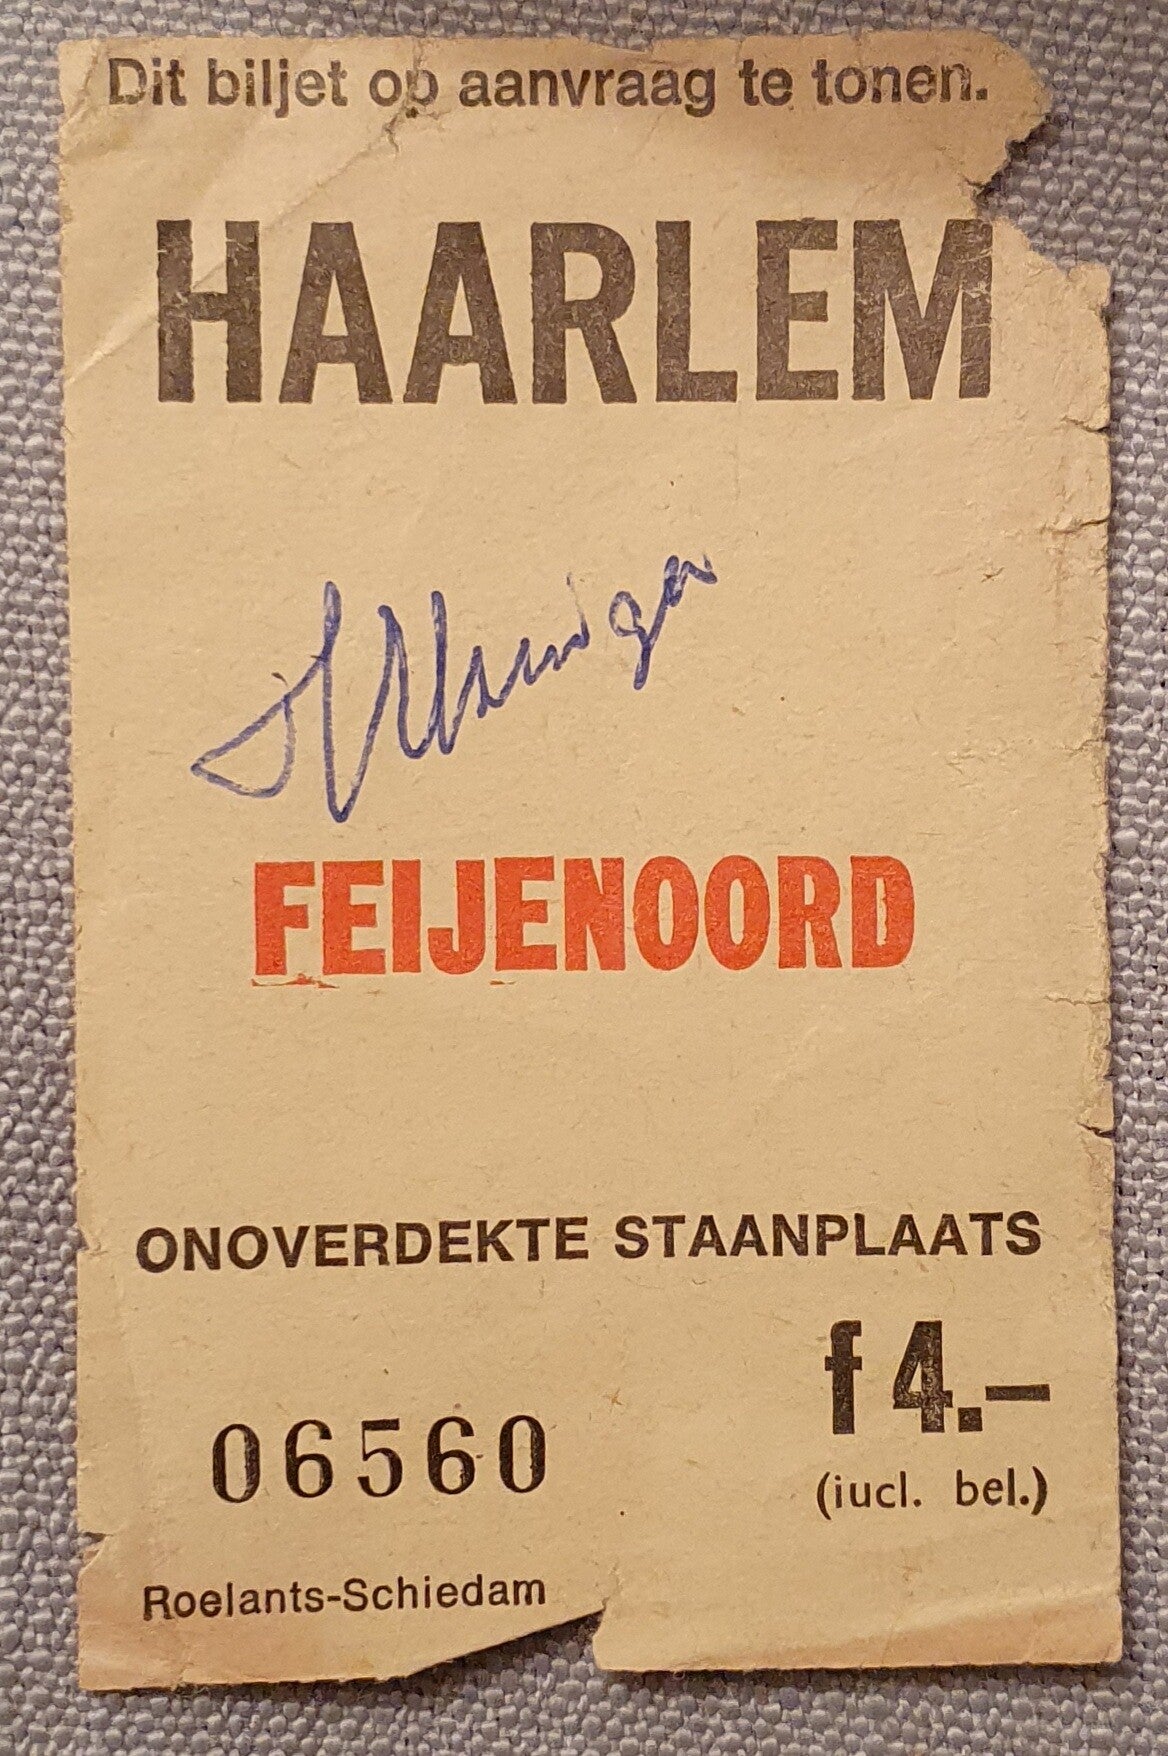 Dit biljet op aanvraag te tonen.
HAARLEM
FEIJENOORD
ONOVERDEKTE STAANPLAATS
f 4.–
(iucl. bel.)
06560
Roelants-Schiedam